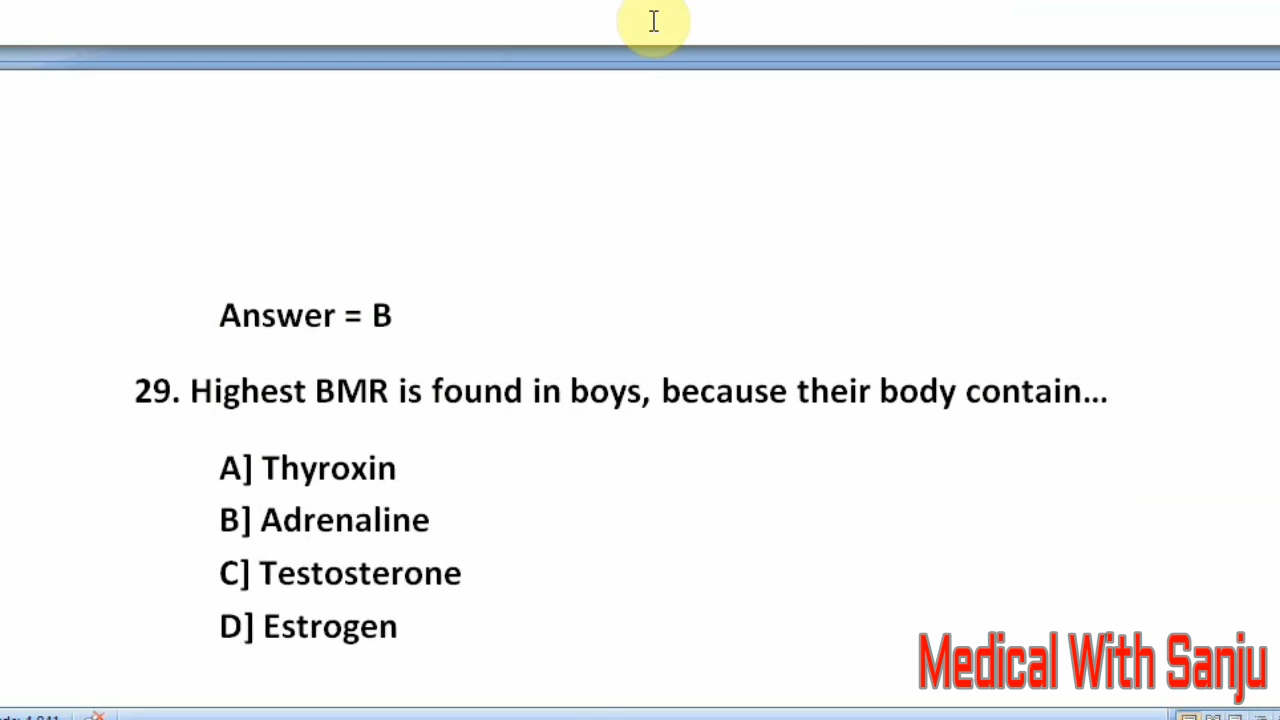 Answer = B
29. Highest BMR is found in boys, because their body contain...
A] Thyroxin
B] Adrenaline
C] Testosterone
D] Estrogen
Medical With Sanju